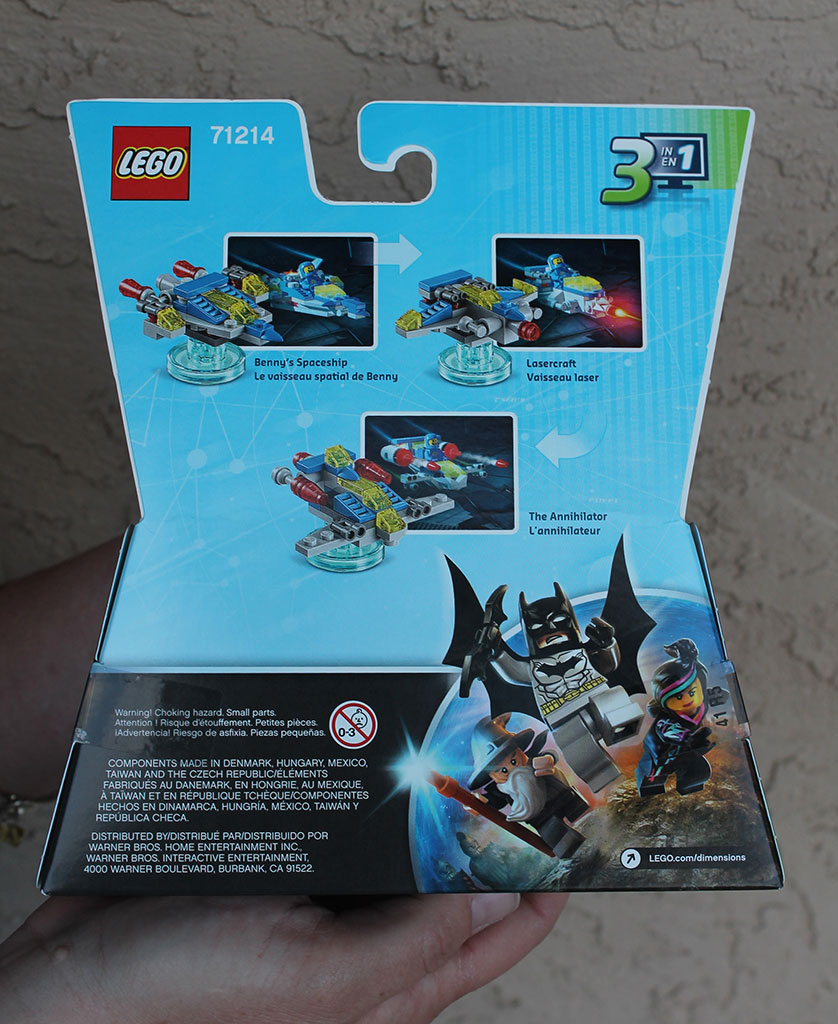 LEGO
71214
3 IN EN 1
Benny's Spaceship
Le vaisseau spatial de Benny
Lasercraft
Vaisseau laser
The Annihilator
L'annihilateur
Warning! Choking hazard. Small parts.
Attention ! Risque d'étouffement. Petites pièces.
¡Advertencia! Riesgo de asfixia. Piezas pequeñas.
0-3
COMPONENTS MADE IN DENMARK, HUNGARY, MEXICO,
TAIWAN AND THE CZECH REPUBLIC/ÉLÉMENTS
FABRIQUÉS AU DANEMARK, EN HONGRIE, AU MEXIQUE,
À TAÏWAN ET EN RÉPUBLIQUE TCHÈQUE/COMPONENTES
HECHOS EN DINAMARCA, HUNGRÍA, MÉXICO, TAIWÁN Y
REPÚBLICA CHECA.
DISTRIBUTED BY/DISTRIBUÉ PAR/DISTRIBUIDO POR
WARNER BROS. HOME ENTERTAINMENT INC.,
WARNER BROS. INTERACTIVE ENTERTAINMENT,
4000 WARNER BOULEVARD, BURBANK, CA 91522.
LEGO.com/dimensions